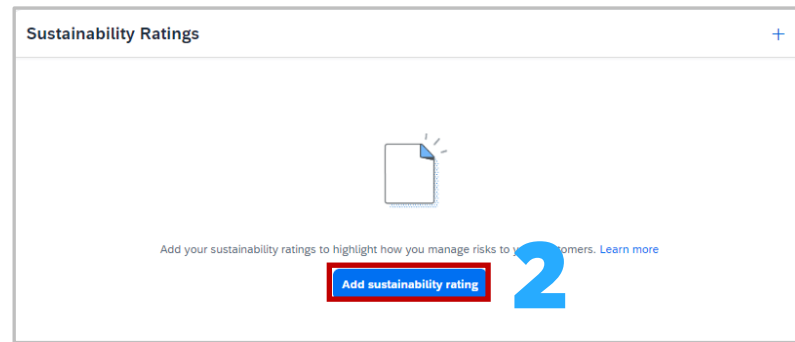 Sustainability Ratings +
Add your sustainability ratings to highlight how you manage risks to omers. Learn more
Add sustainability rating
2